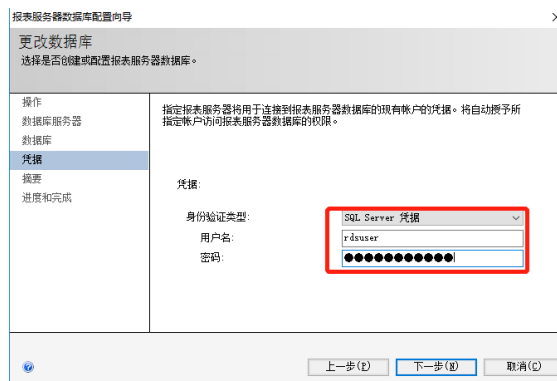 报表服务器数据库配置向导
更改数据库
选择是否创建或配置报表服务器数据库。
操作
数据库服务器
数据库
凭据
摘要
进度和完成
指定报表服务器将用于连接到报表服务器数据库的现有帐户的凭据。将自动授予所
指定帐户访问报表服务器数据库的权限。
凭据:
身份验证类型: SQL Server 凭据
用户名: rdsuser
密码: ●●●●●●●●●●●
上一步(P) 下一步(N) 取消(C)